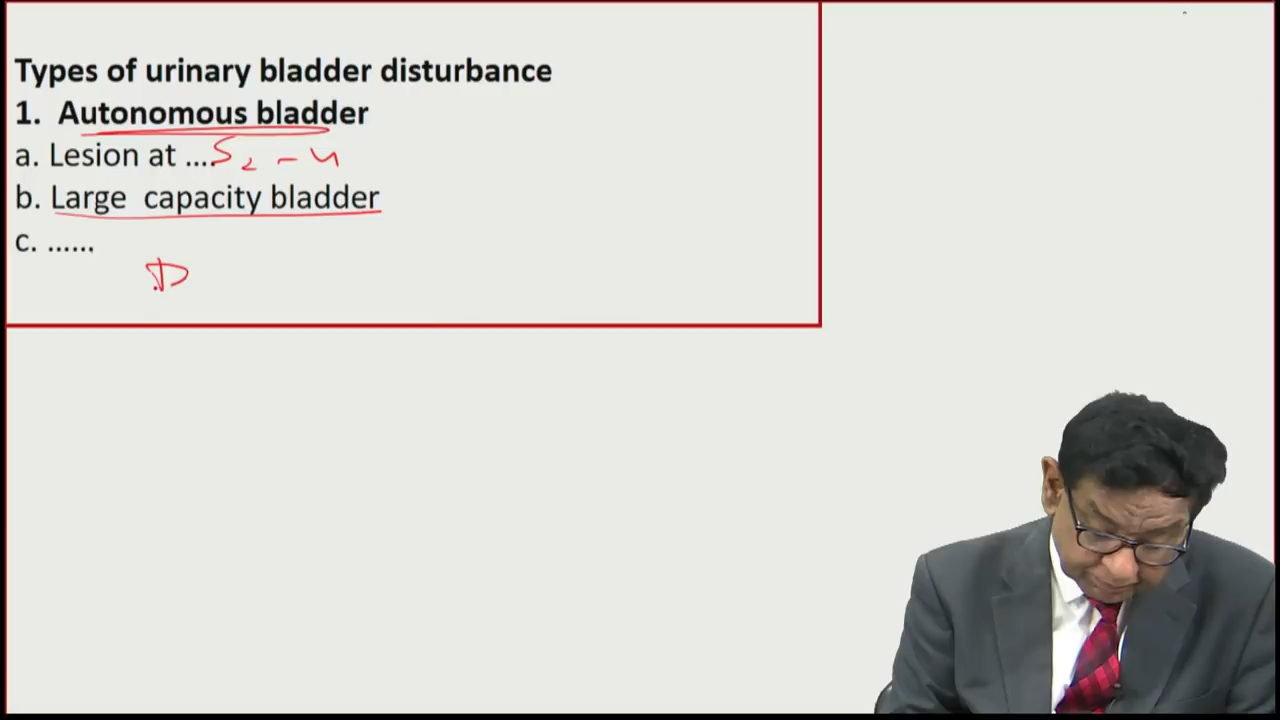 Types of urinary bladder disturbance
1. Autonomous bladder
a. Lesion at .... S2 - 4
b. Large capacity bladder
c. ......
D